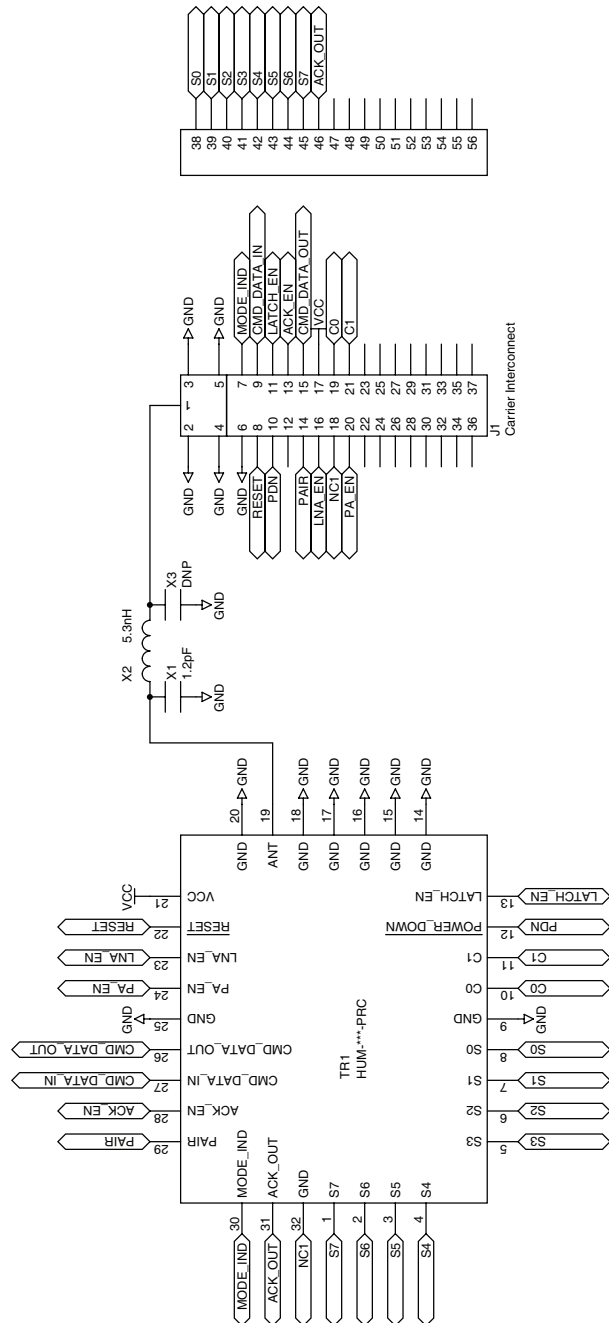 38 S0
39 S1
40 S2
41 S3
42 S4
43 S5
44 S6
45 S7
46 ACK_OUT
47
48
49
50
51
52
53
54
55
56
GND 2 1 3 GND
GND 4 5 GND
GND 6 7 MODE_IND
RESET 8 9 CMD_DATA_IN
PDN 10 11 LATCH_EN
12 13 ACK_EN
PAIR 14 15 CMD_DATA_OUT
LNA_EN 16 17 VCC
NC1 18 19 C0
PA_EN 20 21 C1
22 23
24 25
26 27
28 29
30 31
32 33
34 35
36 37
J1
Carrier Interconnect
X2
5.3nH
X1
1.2pF
GND
X3
DNP
GND
TR1
HUM-***-PRC
PAIR 29 PAIR
ACK_EN 28 ACK_EN
CMD_DATA_IN 27 CMD_DATA_IN
CMD_DATA_OUT 26 CMD_DATA_OUT
GND 25 GND
PA_EN 24 PA_EN
LNA_EN 23 LNA_EN
RESET 22 RESET
VCC 21 VCC
MODE_IND 30 MODE_IND
ACK_OUT 31 ACK_OUT
NC1 32 GND
S7 1 S7
S6 2 S6
S5 3 S5
S4 4 S4
GND 20 GND
ANT 19
GND 18 GND
GND 17 GND
GND 16 GND
GND 15 GND
GND 14 GND
S3 5 S3
S2 6 S2
S1 7 S1
S0 8 S0
GND 9 GND
C0 10 C0
C1 11 C1
POWER_DOWN 12 PDN
LATCH_EN 13 LATCH_EN